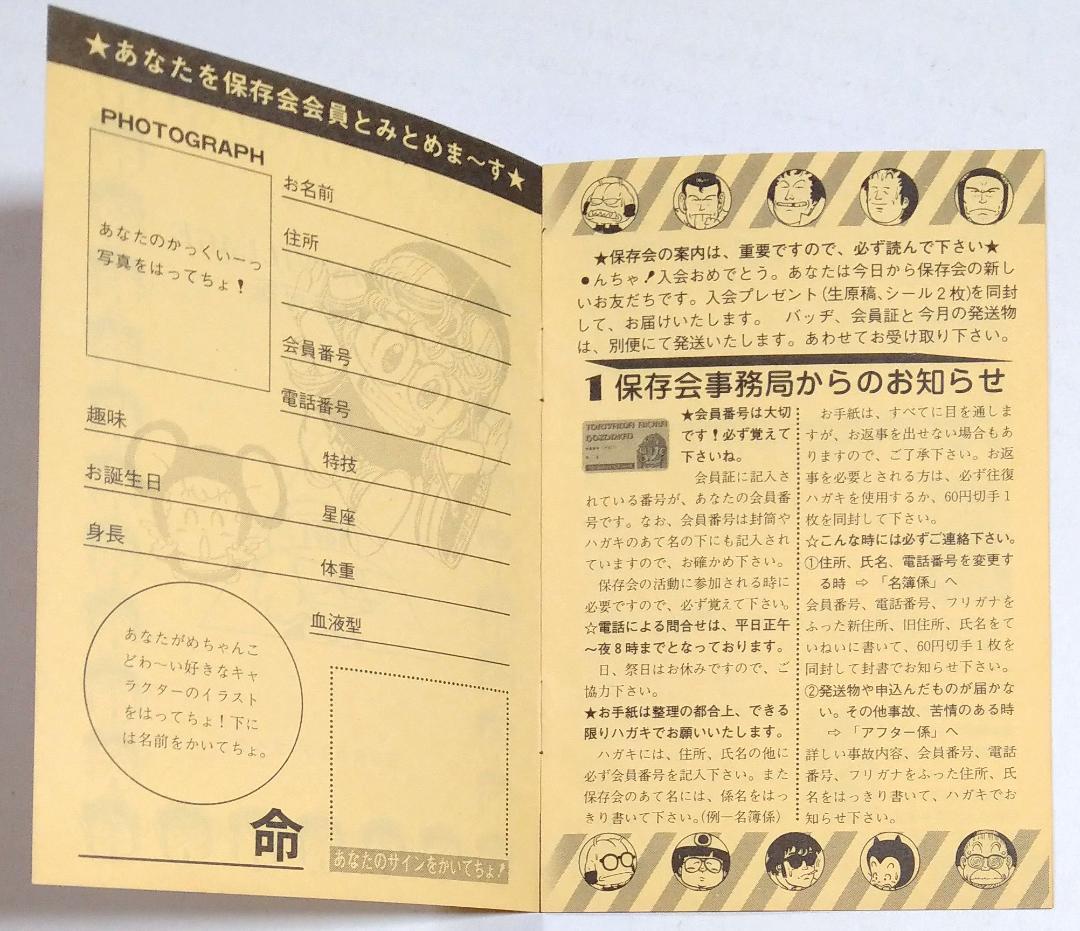 ★あなたを保存会会員とみとめま〜す★
PHOTOGRAPH
あなたのかっくいーっ
写真をはってちょ！
お名前
住所
会員番号
電話番号
趣味
特技
お誕生日
星座
身長
体重
血液型
あなたがめちゃんこ
どわ〜い好きなキャ
ラクターのイラスト
をはってちょ！下に
は名前をかいてちょ。
命
あなたのサインをかいてちょ！
★保存会の案内は、重要ですので、必ず読んで下さい★
●んちゃ！入会おめでとう。あなたは今日から保存会の新し
いお友だちです。入会プレゼント(生原稿、シール２枚)を同封
して、お届けいたします。　バッヂ、会員証と今月の発送物
は、別便にて発送いたします。あわせてお受け取り下さい。
1 保存会事務局からのお知らせ
TORIYAMA AKIRA
HOZONKAI
★会員番号は大切
です！必ず覚えて
下さいね。
会員証に記入さ
れている番号が、あなたの会員番
号です。なお、会員番号は封筒や
ハガキのあて名の下にも記入され
ていますので、お確かめ下さい。
保存会の活動に参加される時に
必要ですので、必ず覚えて下さい。
☆電話による問合せは、平日正午
〜夜８時までとなっております。
日、祭日はお休みですので、ご
協力下さい。
★お手紙は整理の都合上、できる
限りハガキでお願いいたします。
ハガキには、住所、氏名の他に
必ず会員番号を記入下さい。また
保存会のあて名には、係名をはっ
きり書いて下さい。(例―名簿係)
お手紙は、すべてに目を通しま
すが、お返事を出せない場合もあ
りますので、ご了承下さい。お返
事を必要とされる方は、必ず往復
ハガキを使用するか、60円切手１
枚を同封して下さい。
☆こんな時には必ずご連絡下さい。
①住所、氏名、電話番号を変更す
る時 ⇨ 「名簿係」へ
会員番号、電話番号、フリガナを
ふった新住所、旧住所、氏名をて
いねいに書いて、60円切手１枚を
同封して封書でお知らせ下さい。
②発送物や申込んだものが届かな
い。その他事故、苦情のある時
⇨ 「アフター係」へ
詳しい事故内容、会員番号、電話
番号、フリガナをふった住所、氏
名をはっきり書いて、ハガキでお
知らせ下さい。